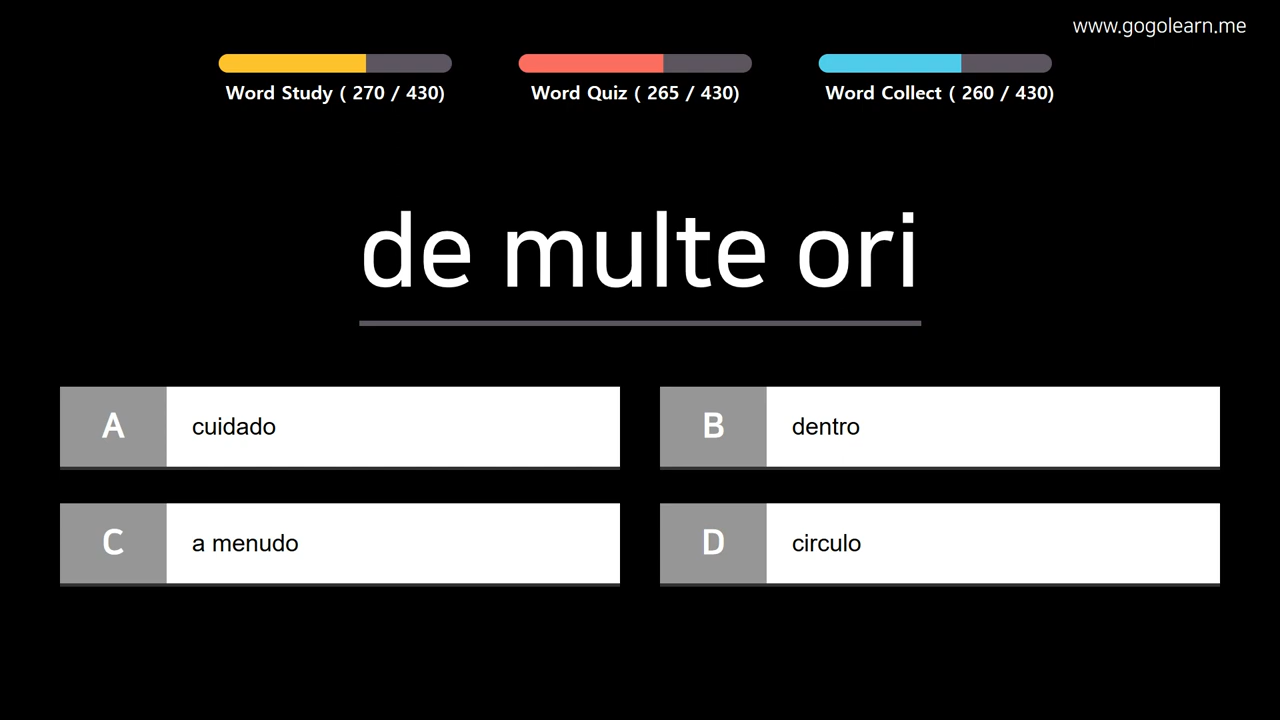 www.gogolearn.me
Word Study ( 270 / 430)
Word Quiz ( 265 / 430)
Word Collect ( 260 / 430)
de multe ori
A
cuidado
B
dentro
C
a menudo
D
circulo